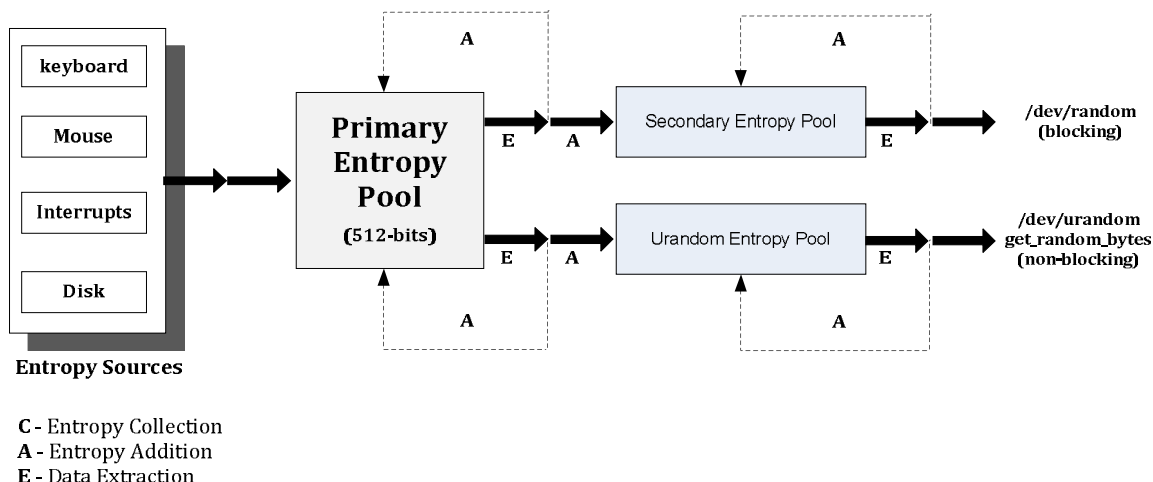 keyboard
Mouse
Interrupts
Disk
Entropy Sources
Primary
Entropy
Pool
(512-bits)
A
A
E
A
E
A
Secondary Entropy Pool
Urandom Entropy Pool
A
A
E
E
/dev/random
(blocking)
/dev/urandom
get_random_bytes
(non-blocking)
C - Entropy Collection
A - Entropy Addition
E - Data Extraction